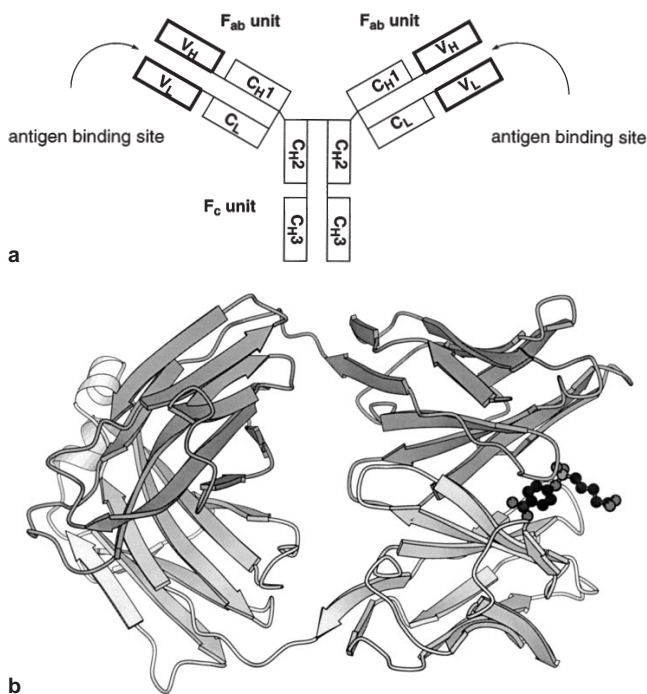 Fab unit
Fab unit
VH
VH
CH1
CH1
VL
VL
CL
CL
antigen binding site
antigen binding site
CH2
CH2
Fc unit
CH3
CH3
a
b